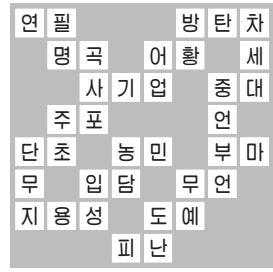 연 필 방 탄 차
명 곡 어 황 세
사 기 업 중 대
주 포 언
단 초 농 민 부 마
무 입 담 무 언
지 용 성 도 예
피 난